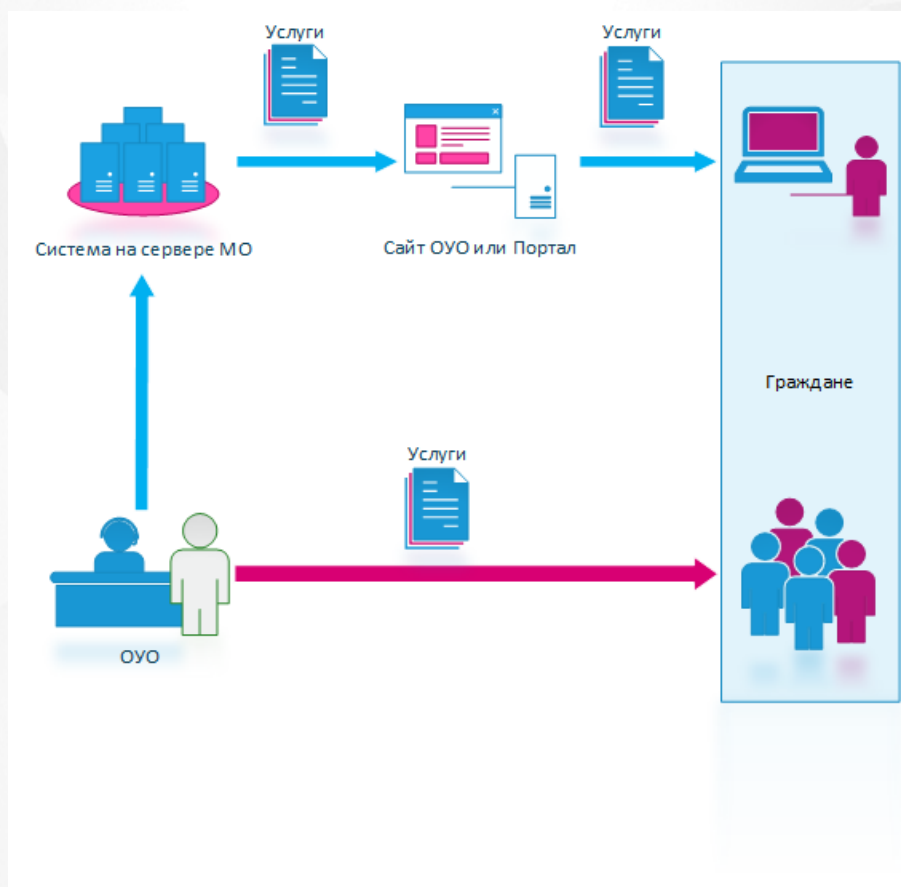 Услуги
Услуги
Система на сервере МО
Сайт ОУО или Портал
Граждане
Услуги
ОУО